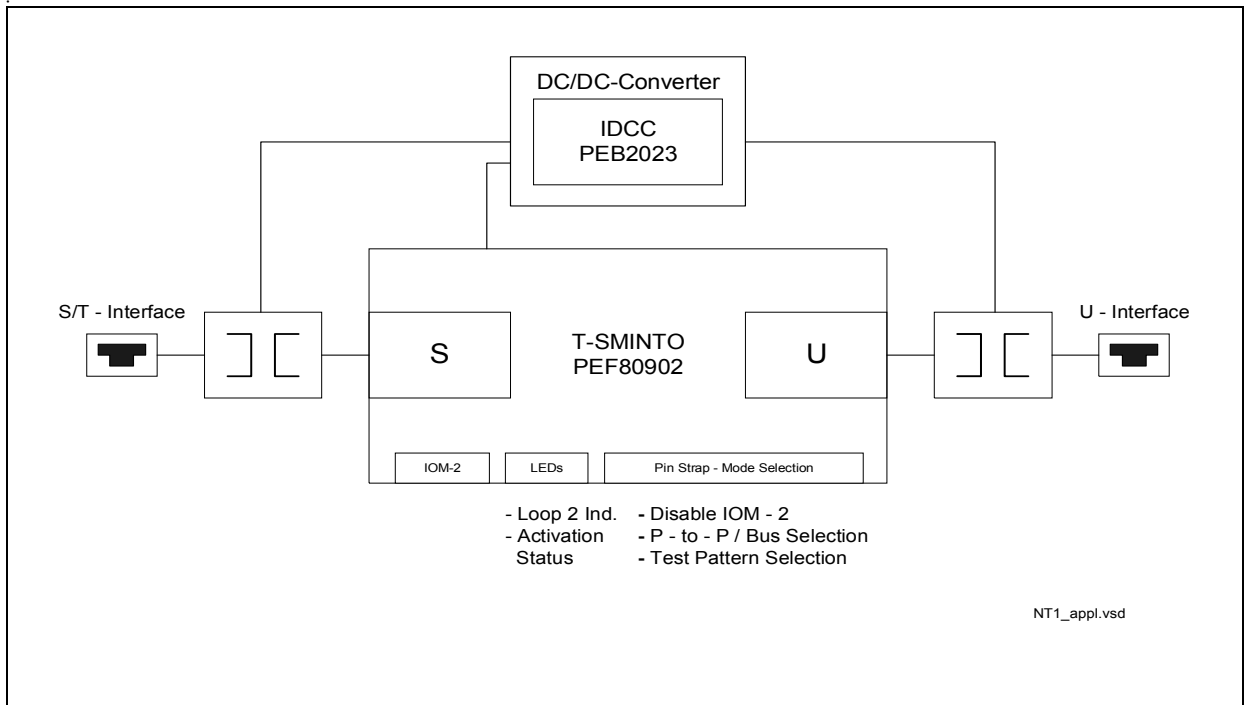 DC/DC-Converter
IDCC
PEB2023
S/T - Interface
U - Interface
S
T-SMINTO
PEF80902
U
IOM-2
LEDs
Pin Strap - Mode Selection
- Loop 2 Ind.
- Activation
Status
- Disable IOM - 2
- P - to - P / Bus Selection
- Test Pattern Selection
NT1_appl.vsd